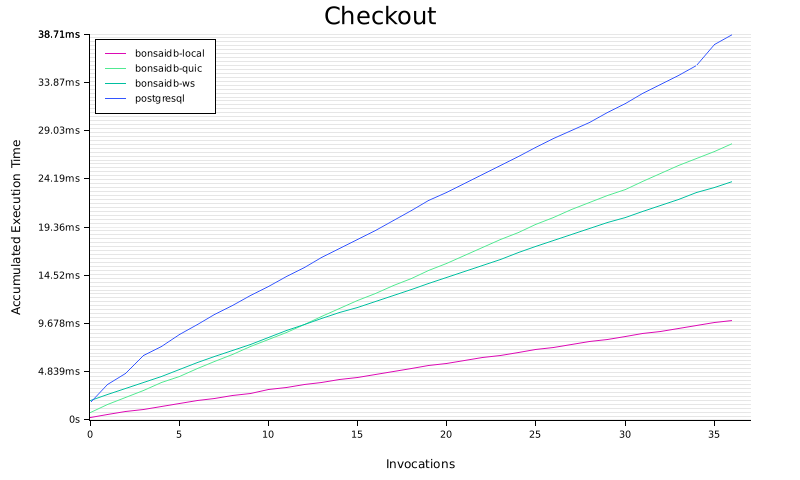 Checkout
38.71ms
33.87ms
29.03ms
24.19ms
19.36ms
14.52ms
9.678ms
4.839ms
0s
bonsaidb-local
bonsaidb-quic
bonsaidb-ws
postgresql
Accumulated Execution Time
0 5 10 15 20 25 30 35
Invocations